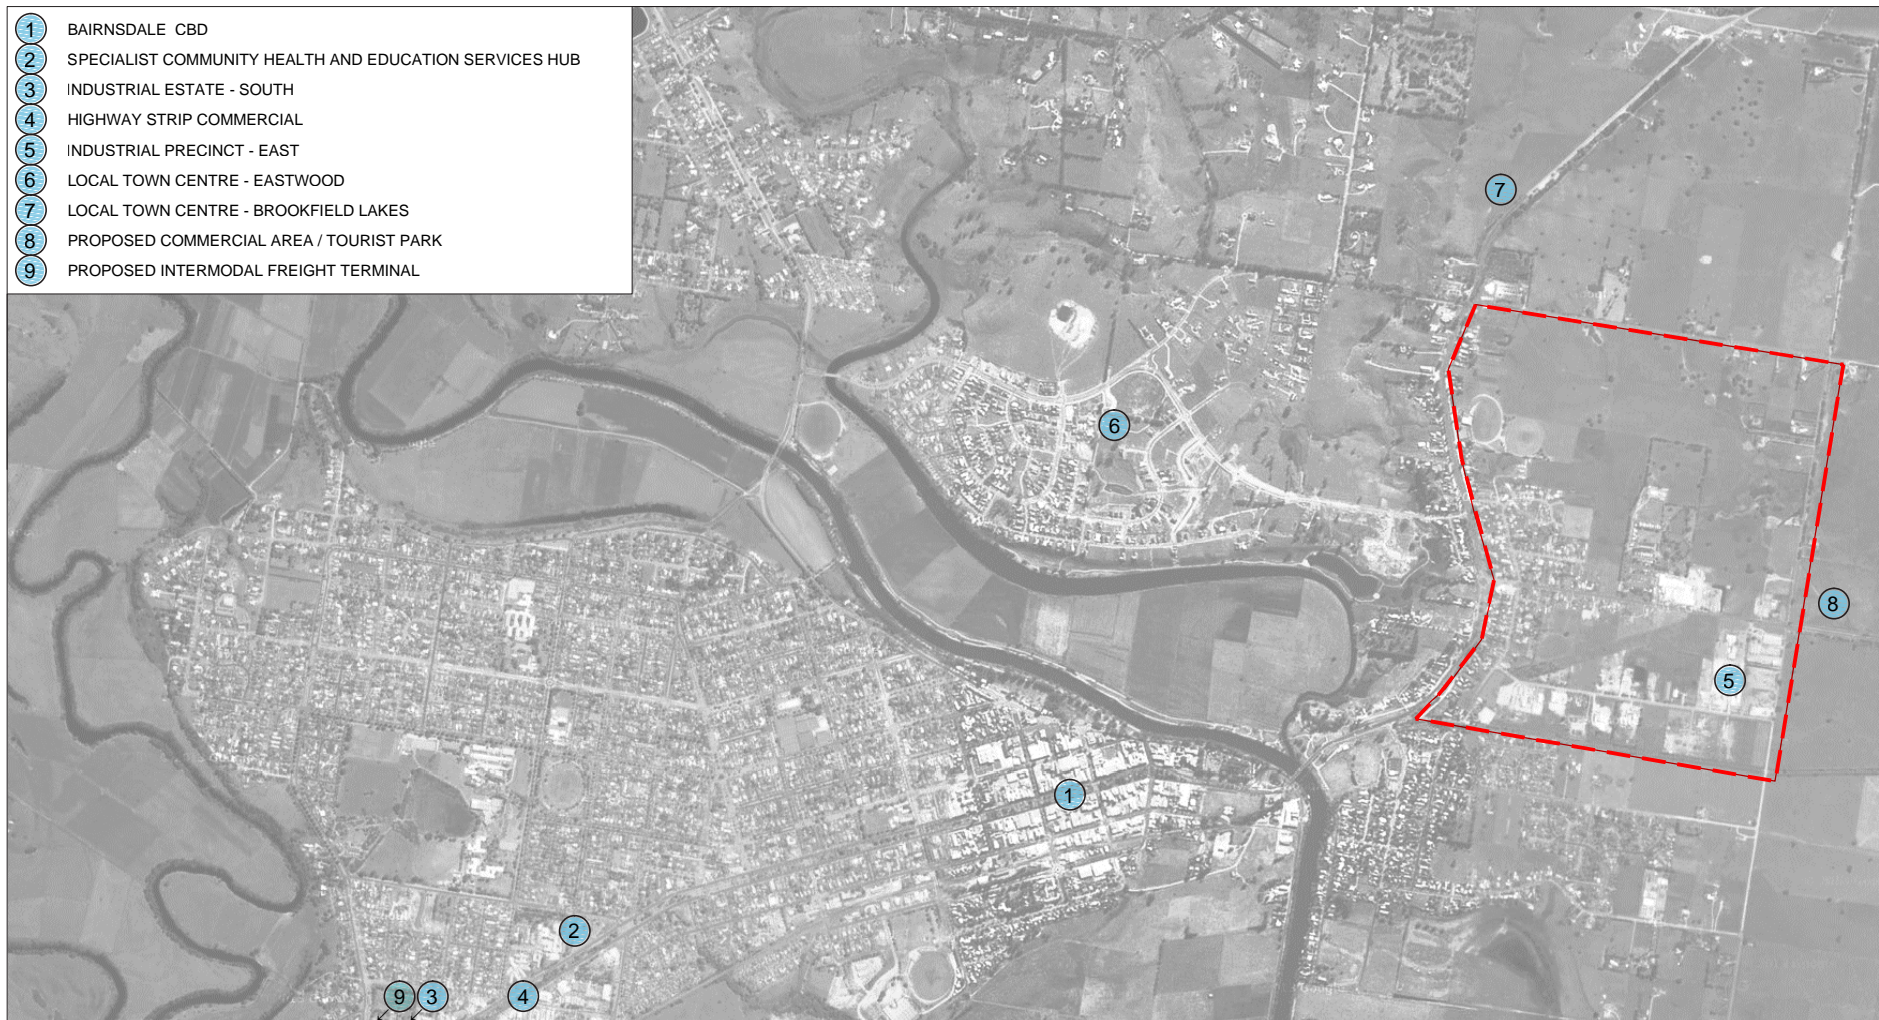 1 BAIRNSDALE CBD
2 SPECIALIST COMMUNITY HEALTH AND EDUCATION SERVICES HUB
3 INDUSTRIAL ESTATE - SOUTH
4 HIGHWAY STRIP COMMERCIAL
5 INDUSTRIAL PRECINCT - EAST
6 LOCAL TOWN CENTRE - EASTWOOD
7 LOCAL TOWN CENTRE - BROOKFIELD LAKES
8 PROPOSED COMMERCIAL AREA / TOURIST PARK
9 PROPOSED INTERMODAL FREIGHT TERMINAL
7
6
8
5
1
2
9 3 4